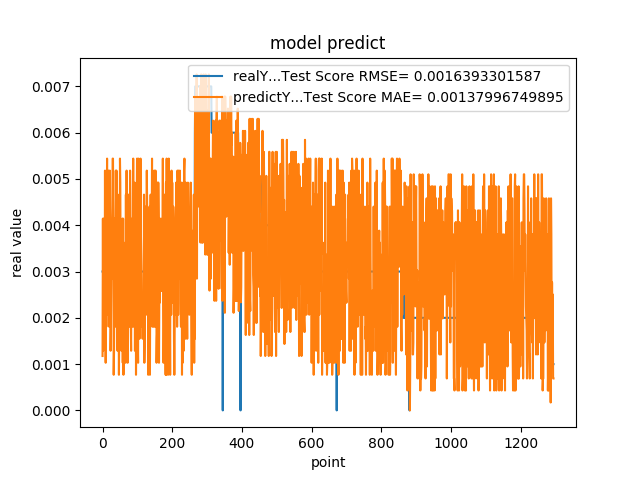 model predict
realY...Test Score RMSE= 0.0016393301587
predictY...Test Score MAE= 0.00137996749895
0.007
0.006
0.005
0.004
0.003
0.002
0.001
0.000
real value
0 200 400 600 800 1000 1200
point